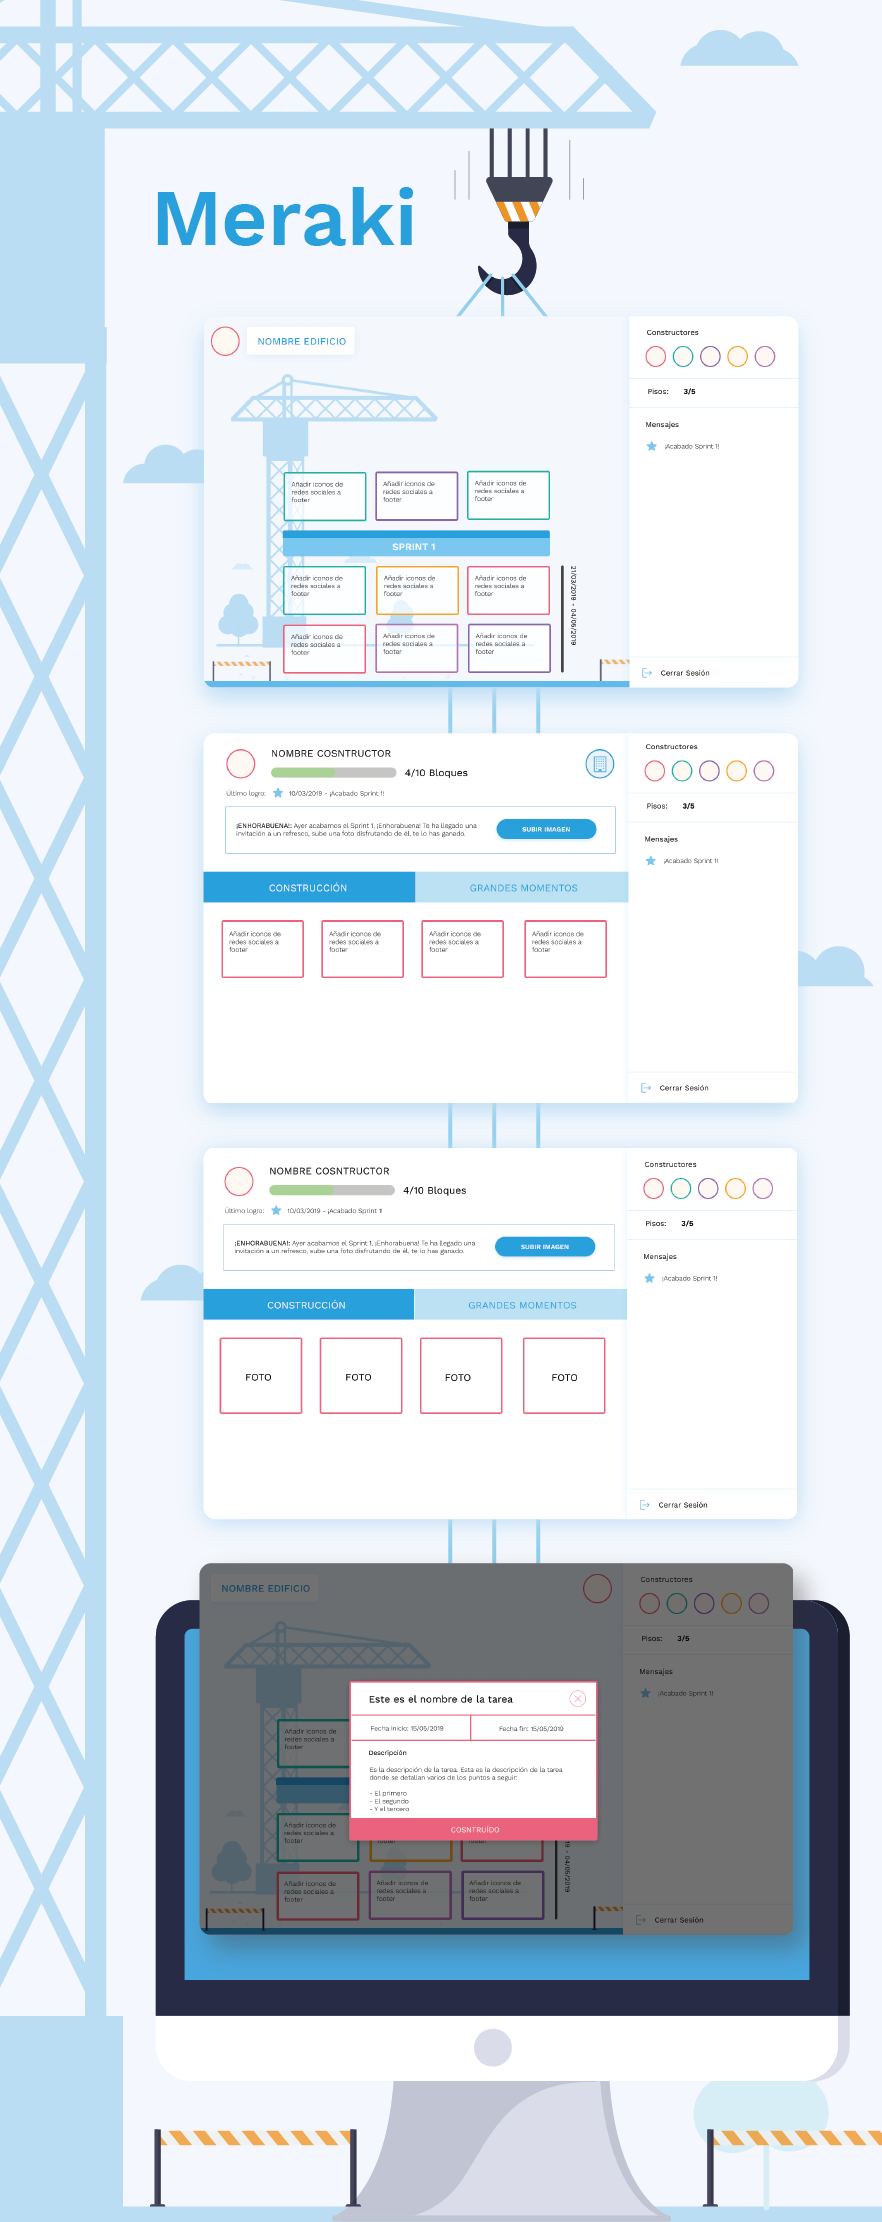 Meraki
NOMBRE EDIFICIO
Constructores
Pisos: 3/5
Mensajes
¡Acabado Sprint 1!
Añadir iconos de
redes sociales a
footer
Añadir iconos de
redes sociales a
footer
Añadir iconos de
redes sociales a
footer
SPRINT 1
Añadir iconos de
redes sociales a
footer
Añadir iconos de
redes sociales a
footer
Añadir iconos de
redes sociales a
footer
21/03/2019 - 04/06/2019
Añadir iconos de
redes sociales a
footer
Añadir iconos de
redes sociales a
footer
Añadir iconos de
redes sociales a
footer
Cerrar Sesión
NOMBRE COSNTRUCTOR
4/10 Bloques
Último logro: 10/03/2019 - ¡Acabado Sprint 1!
¡ENHORABUENA!: Ayer acabamos el Sprint 1. ¡Enhorabuena! Te ha llegado una
invitación a un refresco, sube una foto disfrutando de él, te lo has ganado.
SUBIR IMAGEN
CONSTRUCCIÓN
GRANDES MOMENTOS
Añadir iconos de
redes sociales a
footer
Añadir iconos de
redes sociales a
footer
Añadir iconos de
redes sociales a
footer
Añadir iconos de
redes sociales a
footer
Constructores
Pisos: 3/5
Mensajes
¡Acabado Sprint 1!
Cerrar Sesión
NOMBRE COSNTRUCTOR
4/10 Bloques
Último logro: 10/03/2019 - ¡Acabado Sprint 1
¡ENHORABUENA!: Ayer acabamos el Sprint 1. ¡Enhorabuena! Te ha llegado una
invitación a un refresco, sube una foto disfrutando de él, te lo has ganado.
SUBIR IMAGEN
CONSTRUCCIÓN
GRANDES MOMENTOS
FOTO
FOTO
FOTO
FOTO
Constructores
Pisos: 3/5
Mensajes
¡Acabado Sprint 1!
Cerrar Sesión
NOMBRE EDIFICIO
Constructores
Pisos: 3/5
Mensajes
¡Acabado Sprint 1!
Añadir iconos de
redes sociales a
footer
Este es el nombre de la tarea
Fecha inicio: 15/05/2019
Fecha fin: 15/05/2019
Descripción
Es la descripción de la tarea. Esta es la descripción de la tarea
donde se detallan varios de los puntos a seguir:
- El primero
- El segundo
- Y el tercero
COSNTRUÍDO
Añadir iconos de
redes sociales a
footer
footer
footer
19 - 04/06/2019
Añadir iconos de
redes sociales a
footer
Añadir iconos de
redes sociales a
footer
Añadir iconos de
redes sociales a
footer
Cerrar Sesión